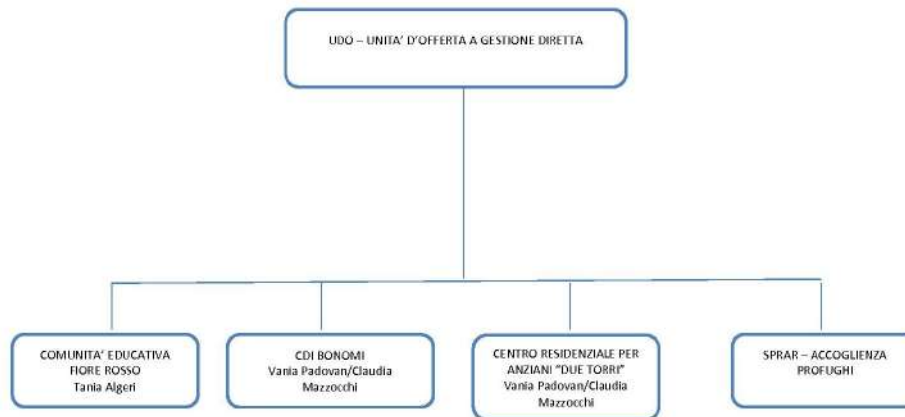 UDO – UNITA’ D’OFFERTA A GESTIONE DIRETTA
COMUNITA’ EDUCATIVA
FIORE ROSSO
Tania Algeri
CDI BONOMI
Vania Padovan/Claudia
Mazzocchi
CENTRO RESIDENZIALE PER
ANZIANI “DUE TORRI”
Vania Padovan/Claudia
Mazzocchi
SPRAR – ACCOGLIENZA
PROFUGHI